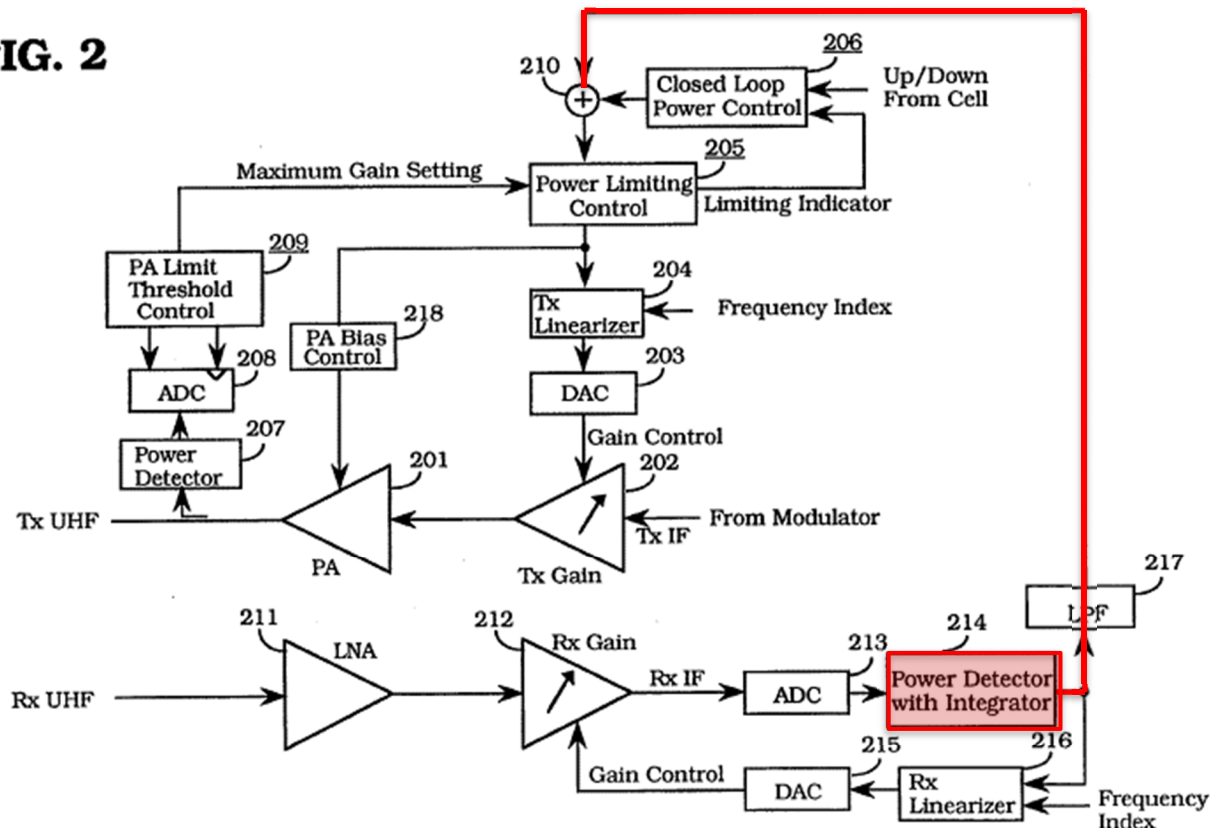 IG. 2
210
206
Closed Loop
Power Control
Up/Down
From Cell
205
Maximum Gain Setting
Power Limiting
Control
Limiting Indicator
209
PA Limit
Threshold
Control
218
PA Bias
Control
204
Tx
Linearizer
Frequency Index
208
ADC
203
DAC
207
Power
Detector
Gain Control
201
202
Tx UHF
From Modulator
Tx IF
PA
Tx Gain
217
LPF
211
LNA
212
Rx Gain
214
213
Rx UHF
Rx IF
ADC
Power Detector
with Integrator
215
216
Gain Control
DAC
Rx
Linearizer
Frequency
Index